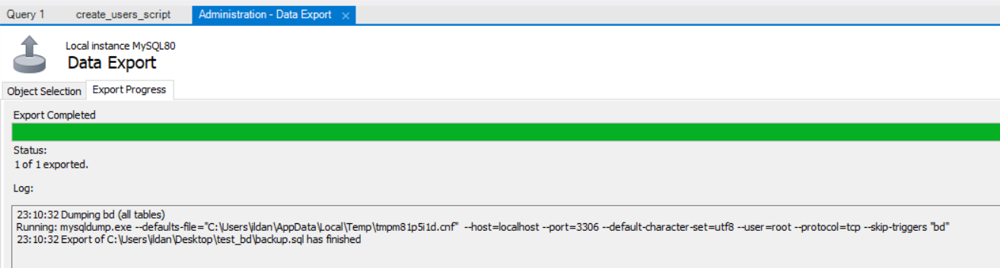 Query 1 create_users_script Administration - Data Export ×
Local instance MySQL80
Data Export
Object Selection Export Progress
Export Completed
Status:
1 of 1 exported.
Log:
23:10:32 Dumping bd (all tables)
Running: mysqldump.exe --defaults-file="C:\Users\ildan\AppData\Local\Temp\tmpm81p5i1d.cnf" --host=localhost --port=3306 --default-character-set=utf8 --user=root --protocol=tcp --skip-triggers "bd"
23:10:32 Export of C:\Users\ildan\Desktop\test_bd\backup.sql has finished